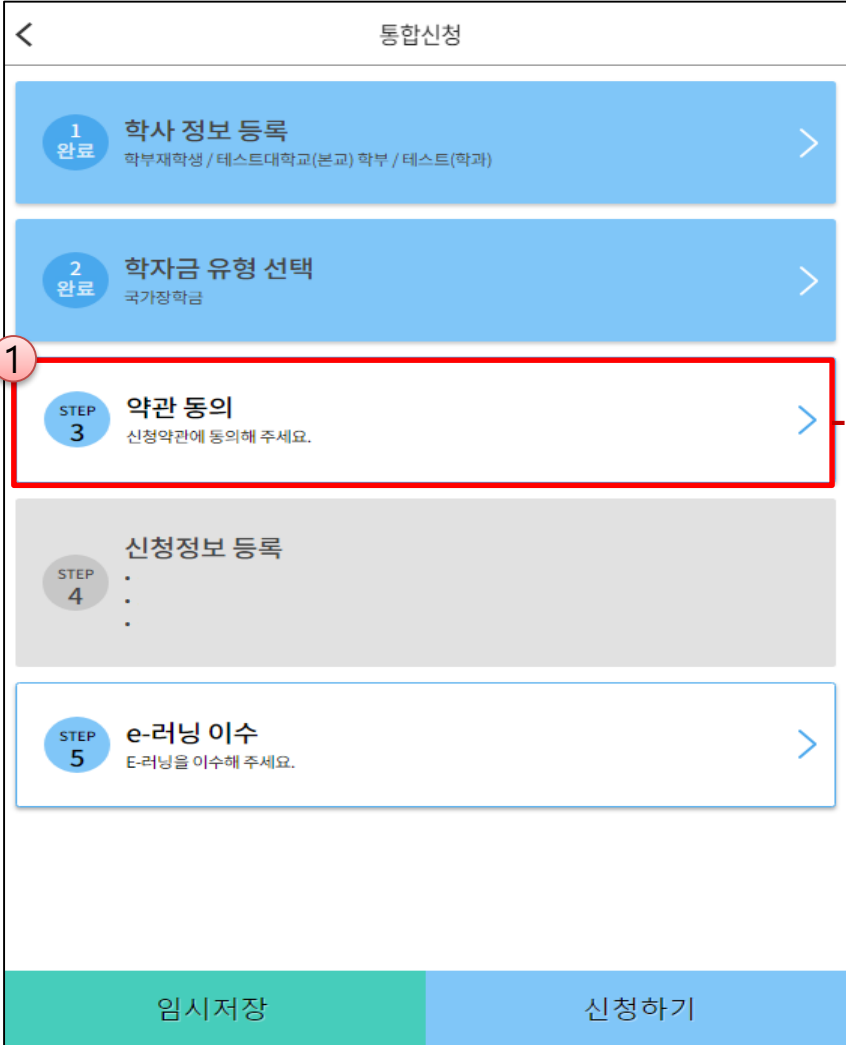 통합신청
1
완료
학사 정보 등록
학부재학생 / 테스트대학교(본교) 학부 / 테스트(학과)
2
완료
학자금 유형 선택
국가장학금
1
STEP
3
약관 동의
신청약관에 동의해 주세요.
STEP
4
신청정보 등록
STEP
5
e-러닝 이수
E-러닝을 이수해 주세요.
임시저장
신청하기